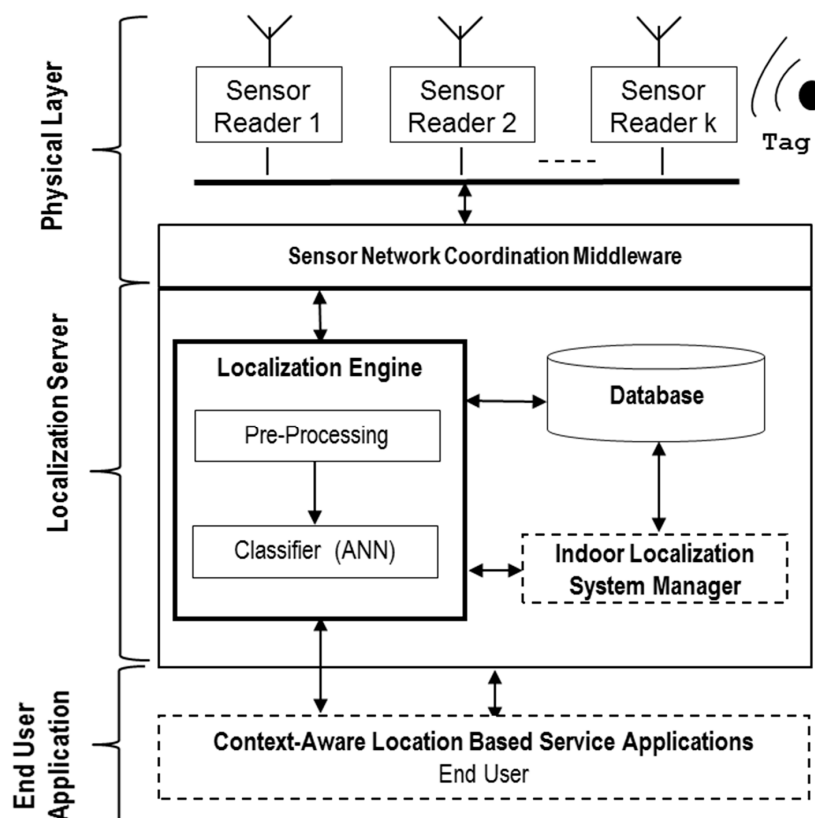 Physical Layer
Sensor
Reader 1
Sensor
Reader 2
Sensor
Reader k
Tag
Sensor Network Coordination Middleware
Localization Server
Localization Engine
Pre-Processing
Classifier (ANN)
Database
Indoor Localization
System Manager
End User
Application
Context-Aware Location Based Service Applications
End User